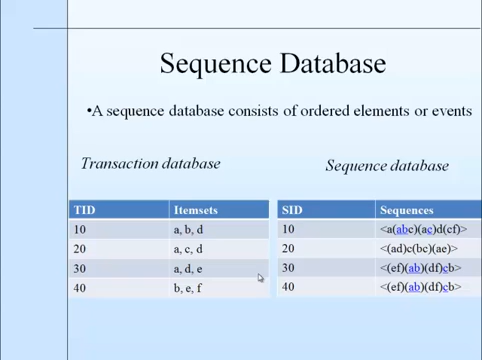 Sequence Database
•A sequence database consists of ordered elements or events
Transaction database
Sequence database
TID Itemsets
10 a, b, d
20 a, c, d
30 a, d, e
40 b, e, f
SID Sequences
10 <a(abc)(ac)d(cf)>
20 <(ad)c(bc)(ae)>
30 <(ef)(ab)(df)cb>
40 <(ef)(ab)(df)cb>